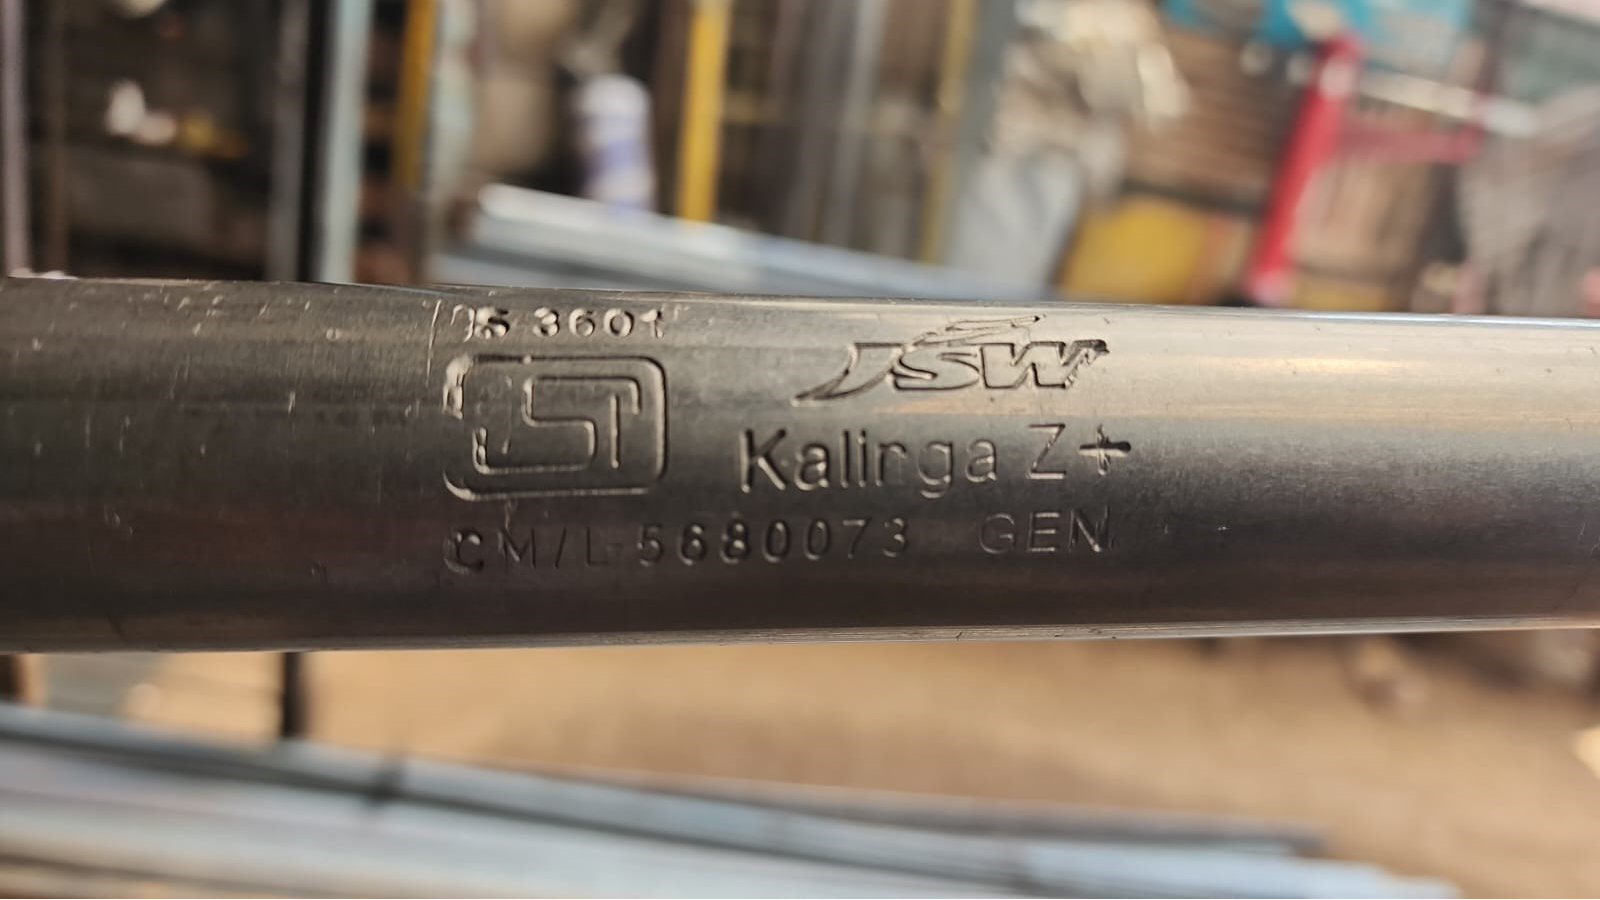 IS 3601
JSW
Kalinga Z+
CM/L-5680073 GEN